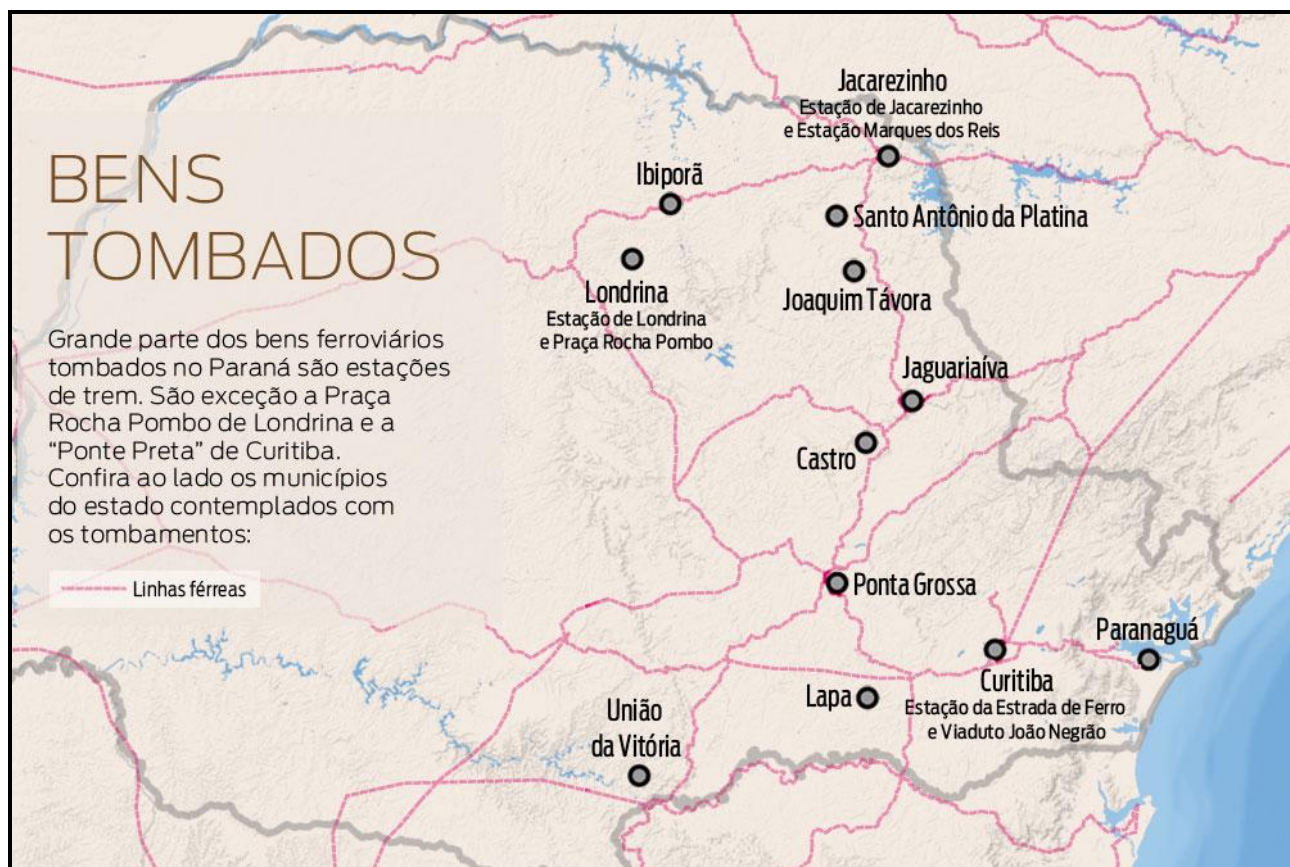 BENS
TOMBADOS
Grande parte dos bens ferroviários
tombados no Paraná são estações
de trem. São exceção a Praça
Rocha Pombo de Londrina e a
“Ponte Preta” de Curitiba.
Confira ao lado os municípios
do estado contemplados com
os tombamentos:
Linhas férreas
Jacarezinho
Estação de Jacarezinho
e Estação Marques dos Reis
Ibiporã
Santo Antônio da Platina
Londrina
Estação de Londrina
e Praça Rocha Pombo
Joaquim Távora
Jaguariaíva
Castro
Ponta Grossa
Paranaguá
Curitiba
Estação da Estrada de Ferro
e Viaduto João Negrão
Lapa
União
da Vitória